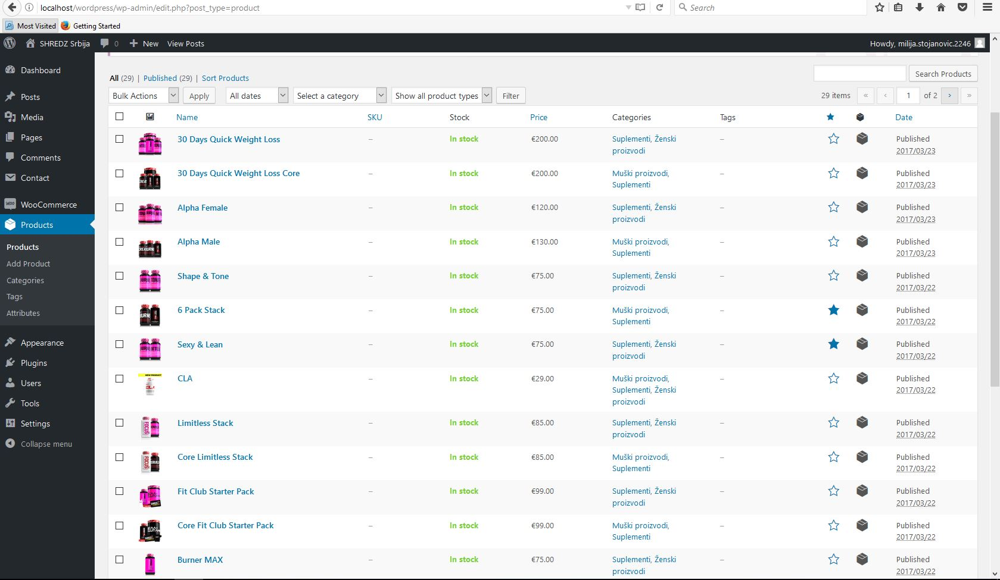 localhost/wordpress/wp-admin/edit.php?post_type=product
Search
Most Visited
Getting Started
SHREDZ Srbija
0
New
View Posts
Howdy, milija.stojanovic.2246
Dashboard
Posts
Media
Pages
Comments
Contact
WooCommerce
Products
Products
Add Product
Categories
Tags
Attributes
Appearance
Plugins
Users
Tools
Settings
Collapse menu
All (29) | Published (29) | Sort Products
Search Products
Bulk Actions
Apply
All dates
Select a category
Show all product types
Filter
29 items
«
‹
1
of 2
›
»
Name SKU Stock Price Categories Tags Date
30 Days Quick Weight Loss – In stock €200.00 Suplementi, Ženski – Published
proizvodi 2017/03/23
30 Days Quick Weight Loss Core – In stock €200.00 Muški proizvodi, – Published
Suplementi 2017/03/23
Alpha Female – In stock €120.00 Suplementi, Ženski – Published
proizvodi 2017/03/23
Alpha Male – In stock €130.00 Muški proizvodi, – Published
Suplementi 2017/03/23
Shape & Tone – In stock €75.00 Suplementi, Ženski – Published
proizvodi 2017/03/22
6 Pack Stack – In stock €75.00 Muški proizvodi, – Published
Suplementi 2017/03/22
Sexy & Lean – In stock €75.00 Suplementi, Ženski – Published
proizvodi 2017/03/22
CLA – In stock €29.00 Muški proizvodi, – Published
Suplementi, Ženski 2017/03/22
proizvodi
Limitless Stack – In stock €85.00 Suplementi, Ženski – Published
proizvodi 2017/03/22
Core Limitless Stack – In stock €85.00 Muški proizvodi, – Published
Suplementi 2017/03/22
Fit Club Starter Pack – In stock €99.00 Suplementi, Ženski – Published
proizvodi 2017/03/22
Core Fit Club Starter Pack – In stock €99.00 Muški proizvodi, – Published
Suplementi 2017/03/22
Burner MAX – In stock €75.00 Suplementi, Ženski – Published
proizvodi 2017/03/22